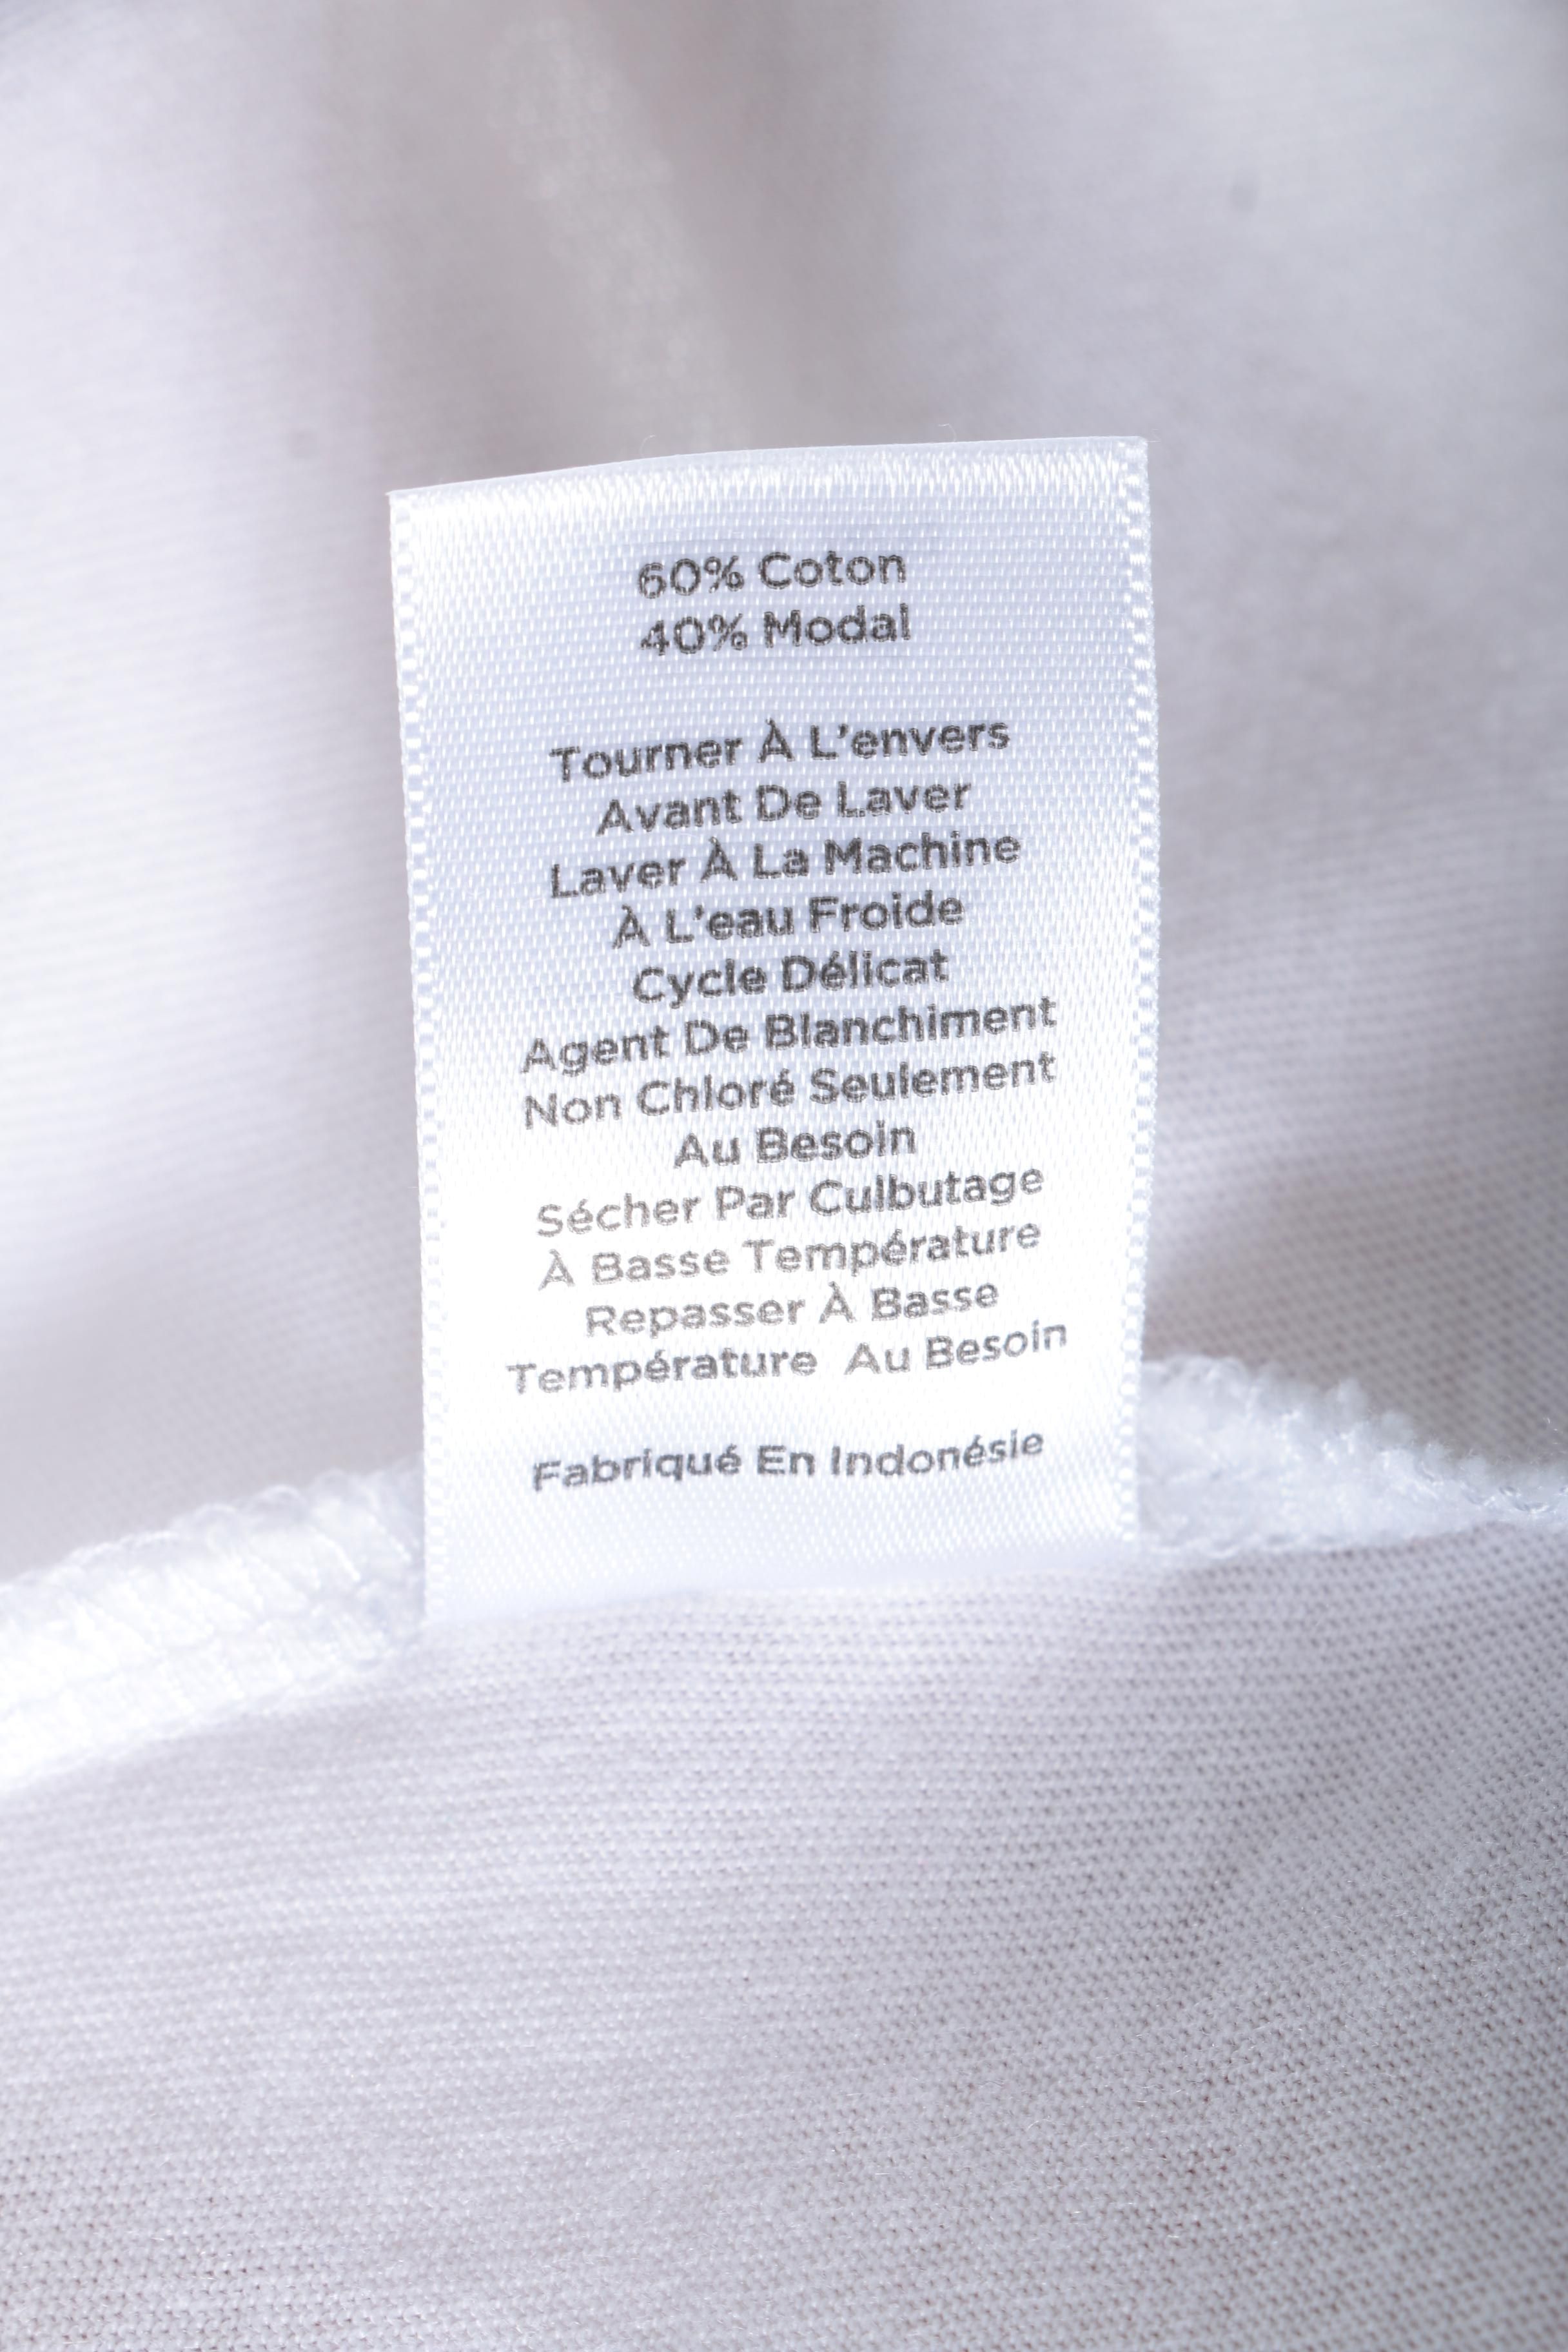 60% Coton
40% Modal
Tourner À L'envers
Avant De Laver
Laver À La Machine
À L'eau Froide
Cycle Délicat
Agent De Blanchiment
Non Chloré Seulement
Au Besoin
Sécher Par Culbutage
À Basse Température
Repasser À Basse
Température Au Besoin
Fabriqué En Indonésie